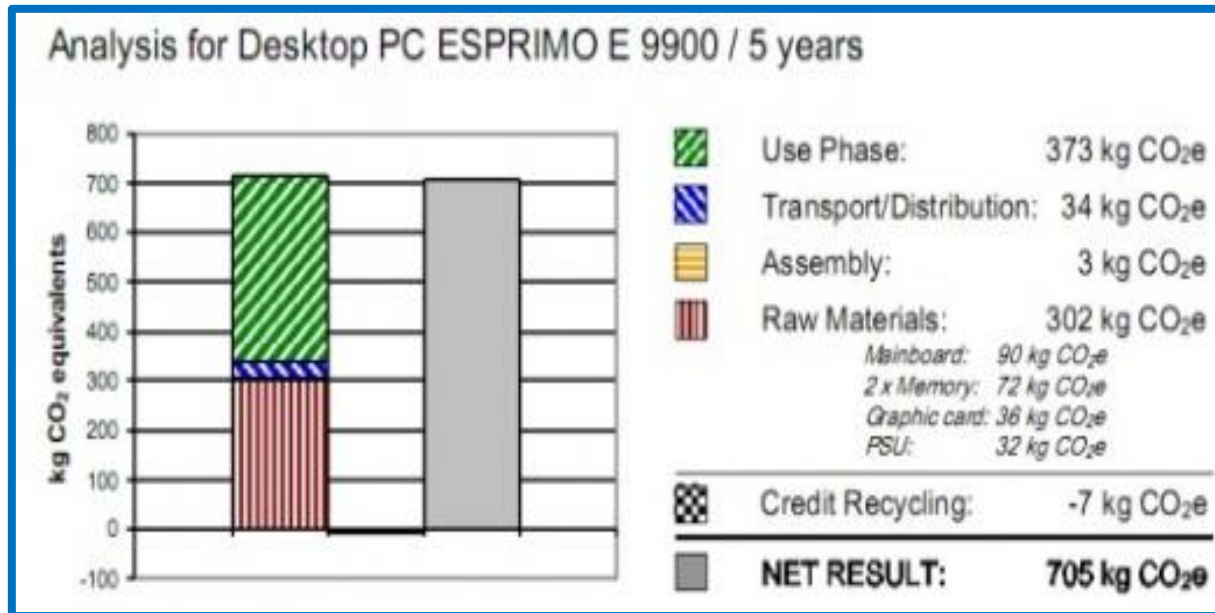 Analysis for Desktop PC ESPRIMO E 9900 / 5 years
kg CO₂ equivalents
800
700
600
500
400
300
200
100
0
-100
Use Phase: 373 kg CO₂e
Transport/Distribution: 34 kg CO₂e
Assembly: 3 kg CO₂e
Raw Materials: 302 kg CO₂e
Mainboard: 90 kg CO₂e
2 x Memory: 72 kg CO₂e
Graphic card: 36 kg CO₂e
PSU: 32 kg CO₂e
Credit Recycling: -7 kg CO₂e
NET RESULT: 705 kg CO₂e